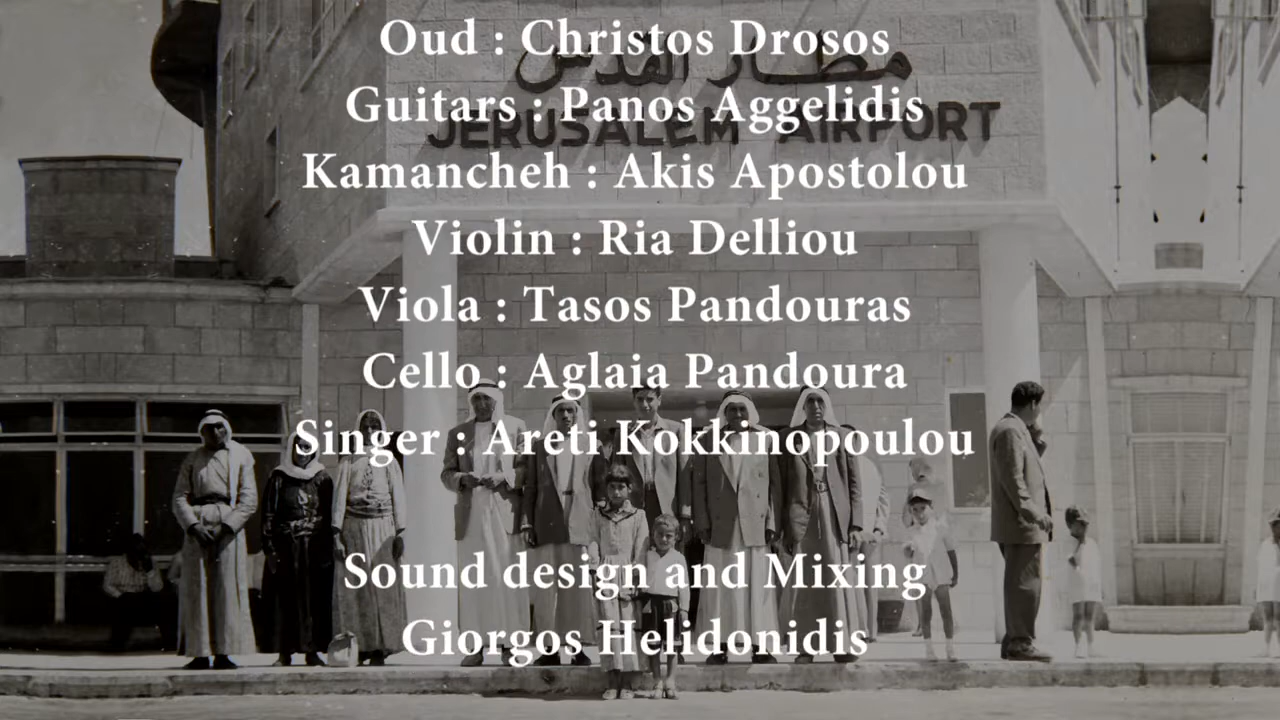 Oud : Christos Drosos
مطار القدس
Guitars : Panos Aggelidis
JERUSALEM AIRPORT
Kamancheh : Akis Apostolou
Violin : Ria Delliou
Viola : Tasos Pandouras
Cello : Aglaia Pandoura
Singer : Areti Kokkinopoulou
Sound design and Mixing
Giorgos Helidonidis